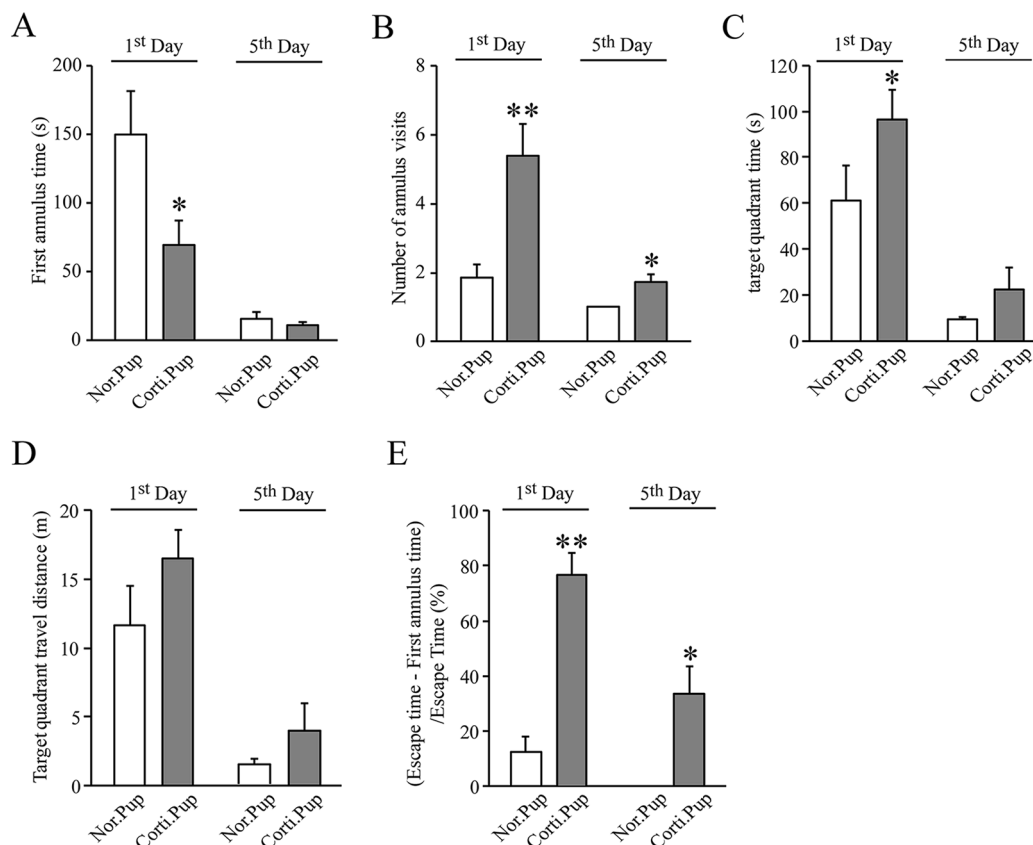 A
1st Day
5th Day
First annulus time (s)
200
150
100
50
0
*
Nor.Pup
Corti.Pup
Nor.Pup
Corti.Pup
B
1st Day
5th Day
Number of annulus visits
8
6
4
2
0
**
*
Nor.Pup
Corti.Pup
Nor.Pup
Corti.Pup
C
1st Day
5th Day
target quadrant time (s)
120
100
80
60
40
20
0
*
Nor.Pup
Corti.Pup
Nor.Pup
Corti.Pup
D
1st Day
5th Day
Target quadrant travel distance (m)
20
15
10
5
0
Nor.Pup
Corti.Pup
Nor.Pup
Corti.Pup
E
1st Day
5th Day
(Escape time - First annulus time)
/Escape Time (%)
100
80
60
40
20
0
**
*
Nor.Pup
Corti.Pup
Nor.Pup
Corti.Pup